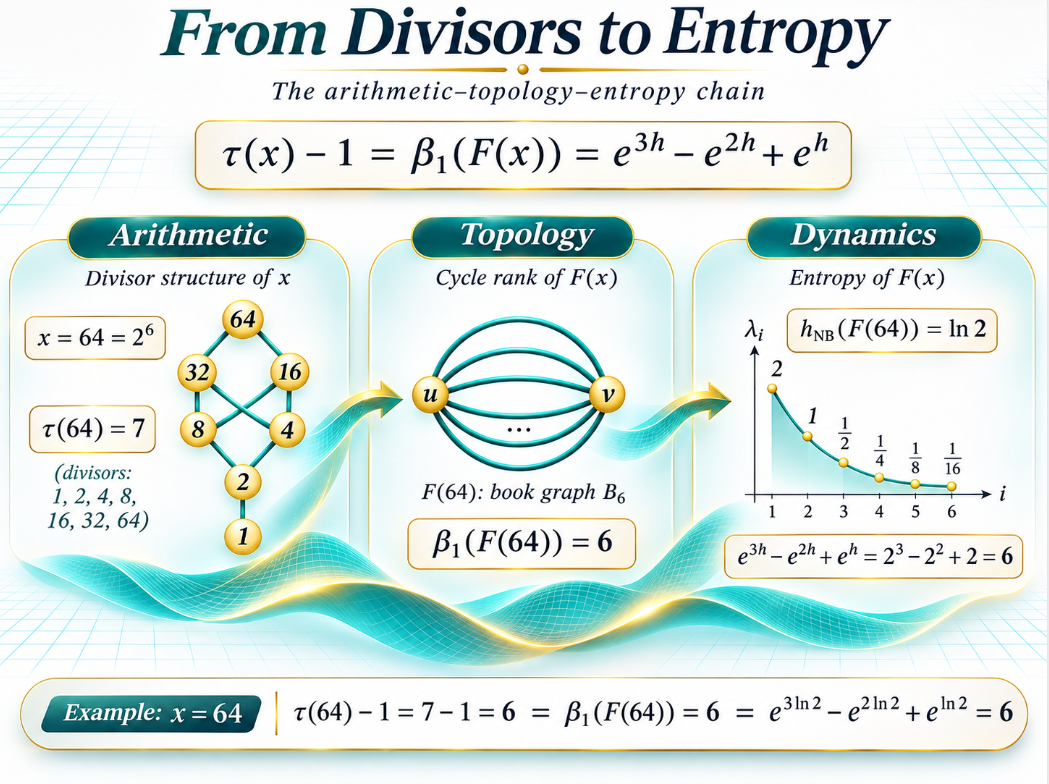 From Divisors to Entropy
The arithmetic–topology–entropy chain
τ(x) − 1 = β₁(F(x)) = e^{3h} − e^{2h} + e^h
Arithmetic
Divisor structure of x
x = 64 = 2⁶
τ(64) = 7
(divisors:
1, 2, 4, 8,
16, 32, 64)
64
32 16
8 4
2
1
Topology
Cycle rank of F(x)
u v
...
F(64): book graph B₆
β₁(F(64)) = 6
Dynamics
Entropy of F(x)
h_NB(F(64)) = ln 2
λᵢ
2
1
1/2
1/4
1/8
1/16
i
1 2 3 4 5 6
e^{3h} − e^{2h} + e^h = 2³ − 2² + 2 = 6
Example: x = 64
τ(64) − 1 = 7 − 1 = 6 = β₁(F(64)) = 6 = e^{3 ln 2} − e^{2 ln 2} + e^{ln 2} = 6